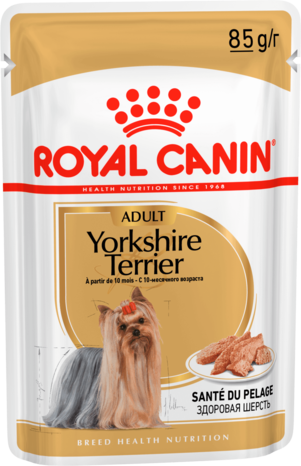 85 g/г
ROYAL CANIN
HEALTH NUTRITION SINCE 1968
ADULT
Yorkshire
Terrier
À partir de 10 mois - С 10-месячного возраста
SANTÉ DU PELAGE
ЗДОРОВАЯ ШЕРСТЬ
BREED HEALTH NUTRITION